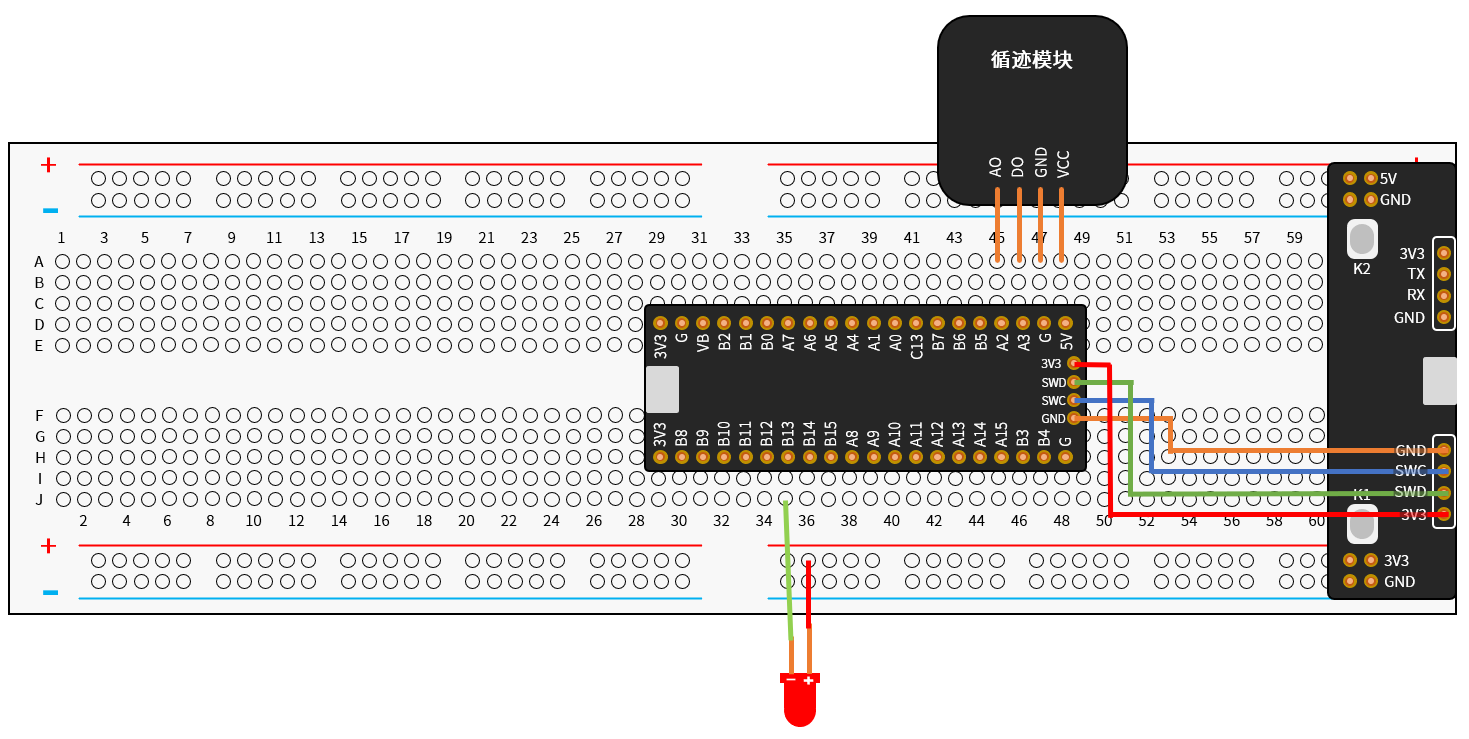 循迹模块
AO DO GND VCC
+ +
5V
- GND
1 3 5 7 9 11 13 15 17 19 21 23 25 27 29 31 33 35 37 39 41 43 45 47 49 51 53 55 57 59
A
B
C
D
E
K2
3V3
TX
RX
GND
3V3 G VB B2 B1 B0 A7 A6 A5 A4 A1 A0 C13 B7 B6 B5 A2 A3 G 5V
3V3
SWD
SWC
GND
3V3 B8 B9 B10 B11 B12 B13 B14 B15 A8 A9 A10 A11 A12 A13 A14 A15 B3 B4 G
F
G
H
I
J
GND
SWC
SWD
3V3
K1
2 4 6 8 10 12 14 16 18 20 22 24 26 28 30 32 34 36 38 40 42 44 46 48 50 52 54 56 58 60
+
3V3
- GND
- +